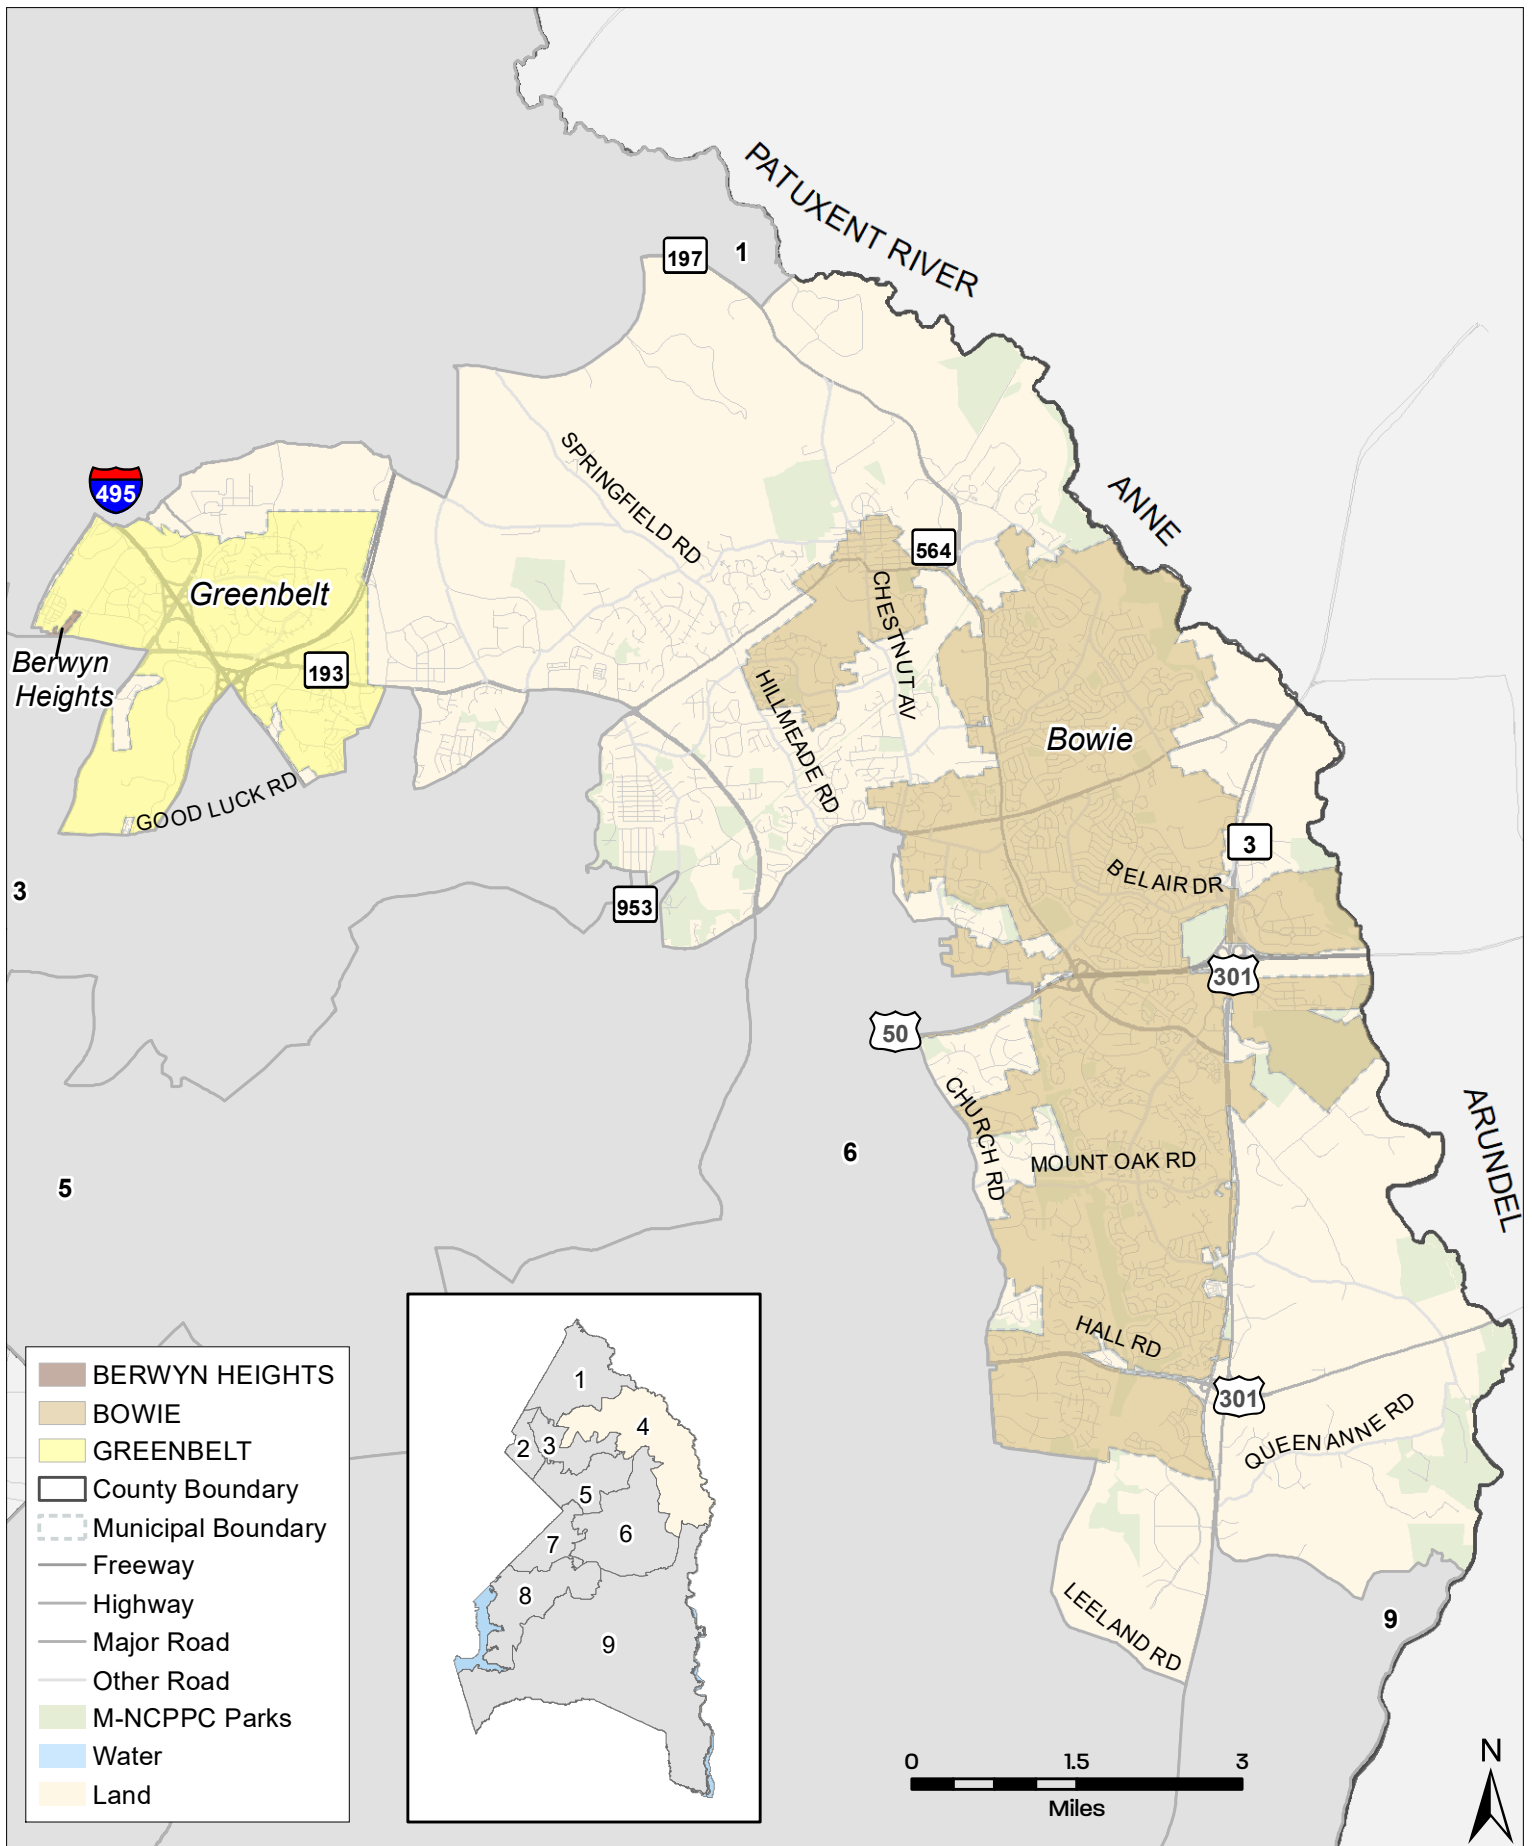 PATUXENT RIVER
197
1
SPRINGFIELD RD
495
ANNE
564
Greenbelt
CHESTNUT AV
Berwyn
Heights
193
HILLMEADE RD
Bowie
GOOD LUCK RD
3
BELAIR DR
3
953
301
50
CHURCH RD
ARUNDEL
6
MOUNT OAK RD
5
HALL RD
301
QUEEN ANNE RD
LEELAND RD
9
BERWYN HEIGHTS
BOWIE
GREENBELT
County Boundary
Municipal Boundary
Freeway
Highway
Major Road
Other Road
M-NCPPC Parks
Water
Land
1
4
2
3
5
6
7
8
9
0 1.5 3
Miles
N